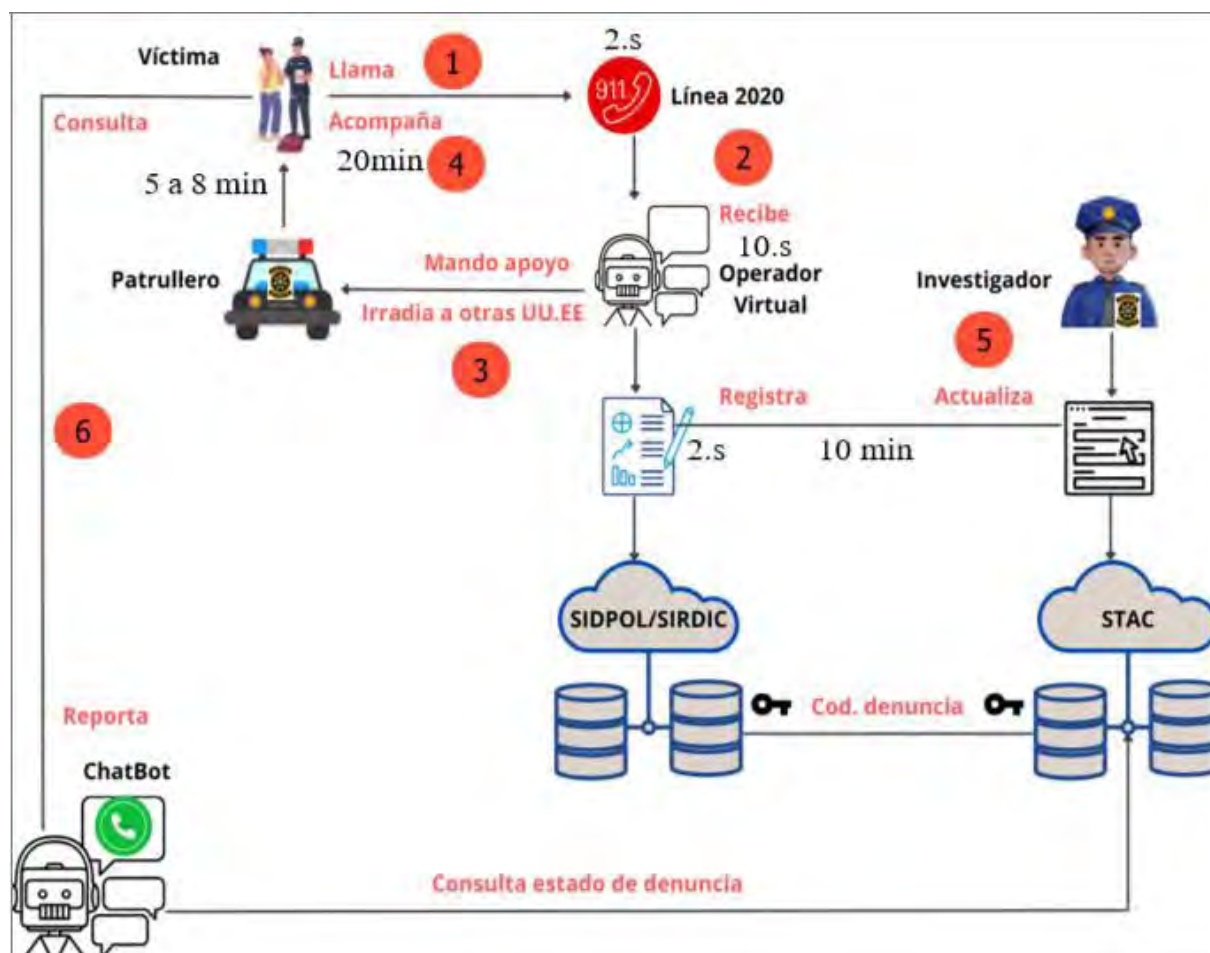 2.s
Víctima
Llama
1
911
Línea 2020
Consulta
Acompaña
20min
4
2
5 a 8 min
Recibe
10.s
Mando apoyo
Operador
Virtual
Patrullero
Investigador
Irradia a otras UU.EE
3
5
Registra
Actualiza
6
2.s
10 min
SIDPOL/SIRDIC
STAC
Cod. denuncia
Reporta
ChatBot
Consulta estado de denuncia